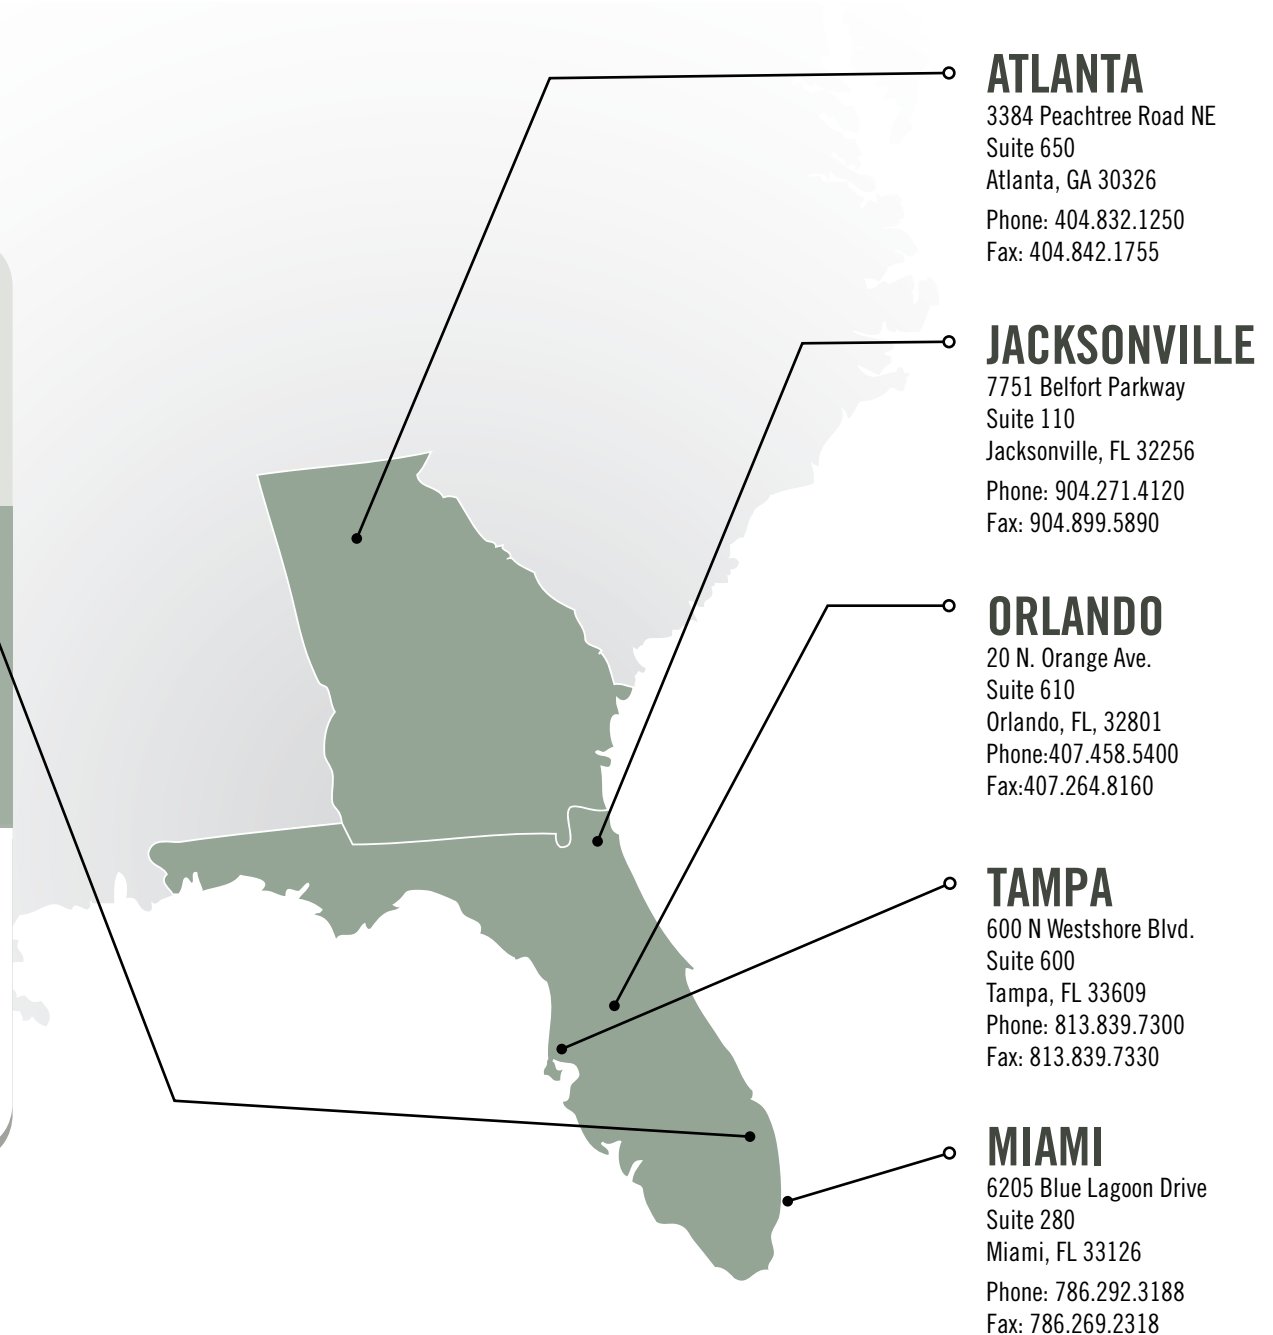 ATLANTA
3384 Peachtree Road NE
Suite 650
Atlanta, GA 30326
Phone: 404.832.1250
Fax: 404.842.1755
JACKSONVILLE
7751 Belfort Parkway
Suite 110
Jacksonville, FL 32256
Phone: 904.271.4120
Fax: 904.899.5890
ORLANDO
20 N. Orange Ave.
Suite 610
Orlando, FL, 32801
Phone:407.458.5400
Fax:407.264.8160
TAMPA
600 N Westshore Blvd.
Suite 600
Tampa, FL 33609
Phone: 813.839.7300
Fax: 813.839.7330
MIAMI
6205 Blue Lagoon Drive
Suite 280
Miami, FL 33126
Phone: 786.292.3188
Fax: 786.269.2318